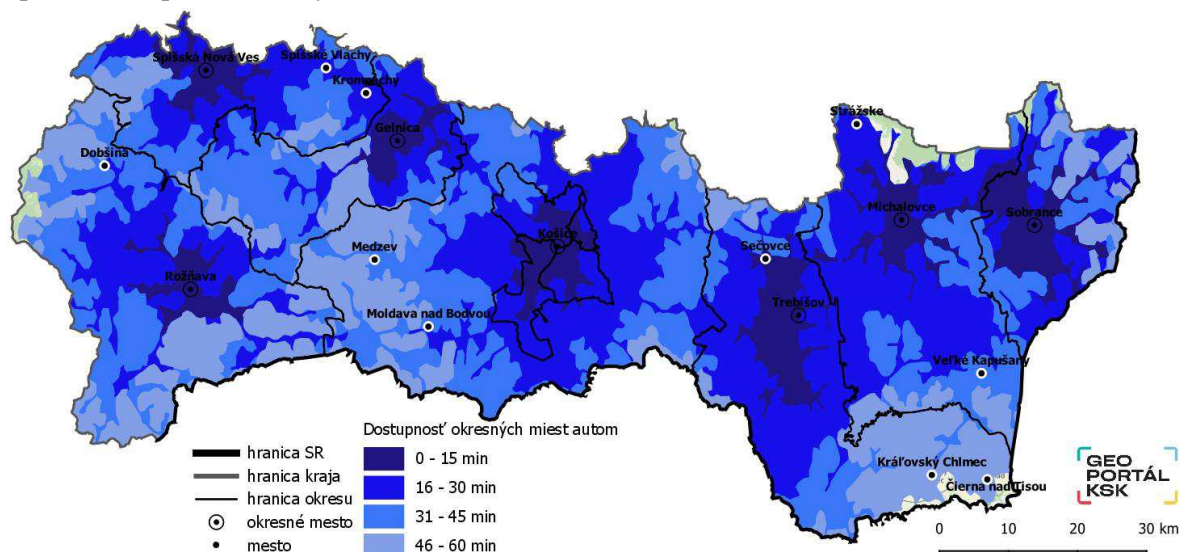 Spišská Nová Ves
Spišské Vlachy
Krompachy
Gelnica
Strážske
Dobšiná
Michalovce
Sobrance
Košice
Medzev
Sečovce
Rožňava
Trebišov
Moldava nad Bodvou
Veľké Kapušany
Kráľovský Chlmec
Čierna nad Tisou
Dostupnosť okresných miest autom
hranica SR
hranica kraja
hranica okresu
okresné mesto
mesto
0 - 15 min
16 - 30 min
31 - 45 min
46 - 60 min
GEO
PORTÁL
KSK
0 10 20 30 km